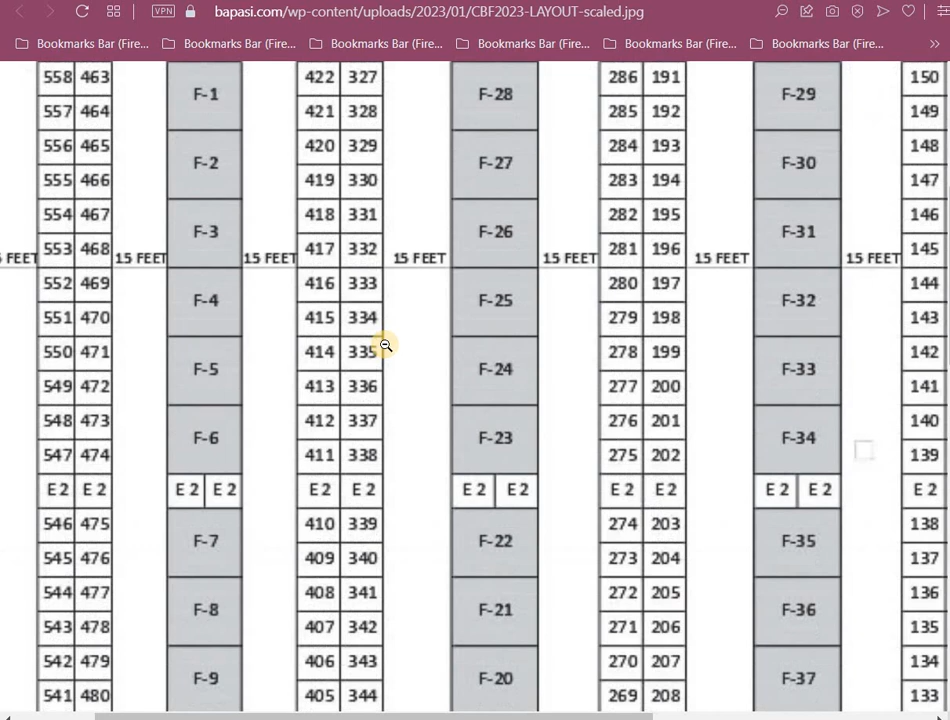 VPN bapasi.com/wp-content/uploads/2023/01/CBF2023-LAYOUT-scaled.jpg
Bookmarks Bar (Fire... Bookmarks Bar (Fire... Bookmarks Bar (Fire... Bookmarks Bar (Fire... Bookmarks Bar (Fire... Bookmarks Bar (Fire...
558 463 F-1 422 327 F-28 286 191 F-29 150
557 464 421 328 285 192 149
556 465 F-2 420 329 F-27 284 193 F-30 148
555 466 419 330 283 194 147
554 467 F-3 418 331 F-26 282 195 F-31 146
553 468 417 332 281 196 145
FEET 15 FEET 15 FEET 15 FEET 15 FEET 15 FEET 15 FEET
552 469 F-4 416 333 F-25 280 197 F-32 144
551 470 415 334 279 198 143
550 471 F-5 414 335 F-24 278 199 F-33 142
549 472 413 336 277 200 141
548 473 F-6 412 337 F-23 276 201 F-34 140
547 474 411 338 275 202 139
E 2 E 2 E 2 E 2 E 2 E 2 E 2 E 2 E 2 E 2 E 2 E 2 E 2
546 475 F-7 410 339 F-22 274 203 F-35 138
545 476 409 340 273 204 137
544 477 F-8 408 341 F-21 272 205 F-36 136
543 478 407 342 271 206 135
542 479 F-9 406 343 F-20 270 207 F-37 134
541 480 405 344 269 208 133